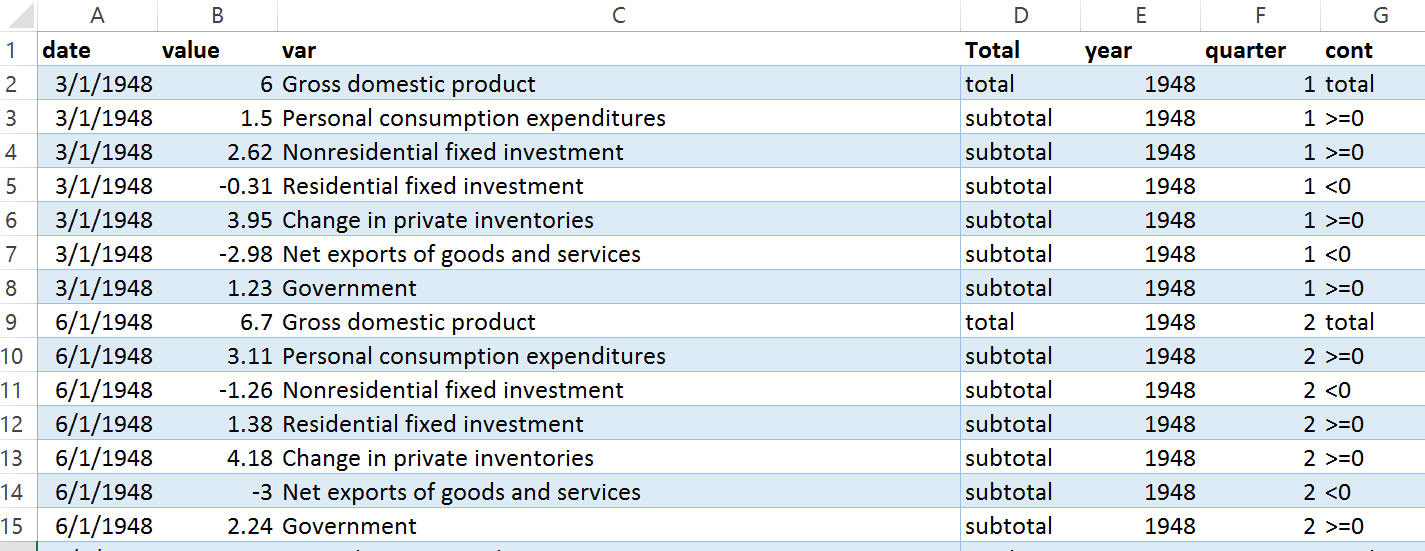 A B C D E F G
1 date value var Total year quarter cont
2 3/1/1948 6 Gross domestic product total 1948 1 total
3 3/1/1948 1.5 Personal consumption expenditures subtotal 1948 1 >=0
4 3/1/1948 2.62 Nonresidential fixed investment subtotal 1948 1 >=0
5 3/1/1948 -0.31 Residential fixed investment subtotal 1948 1 <0
6 3/1/1948 3.95 Change in private inventories subtotal 1948 1 >=0
7 3/1/1948 -2.98 Net exports of goods and services subtotal 1948 1 <0
8 3/1/1948 1.23 Government subtotal 1948 1 >=0
9 6/1/1948 6.7 Gross domestic product total 1948 2 total
10 6/1/1948 3.11 Personal consumption expenditures subtotal 1948 2 >=0
11 6/1/1948 -1.26 Nonresidential fixed investment subtotal 1948 2 <0
12 6/1/1948 1.38 Residential fixed investment subtotal 1948 2 >=0
13 6/1/1948 4.18 Change in private inventories subtotal 1948 2 >=0
14 6/1/1948 -3 Net exports of goods and services subtotal 1948 2 <0
15 6/1/1948 2.24 Government subtotal 1948 2 >=0